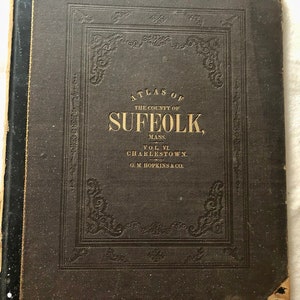 ATLAS OF
THE COUNTY OF
SUFFOLK,
MASS.
VOL. VI.
CHARLESTOWN.
G. M. HOPKINS & CO.